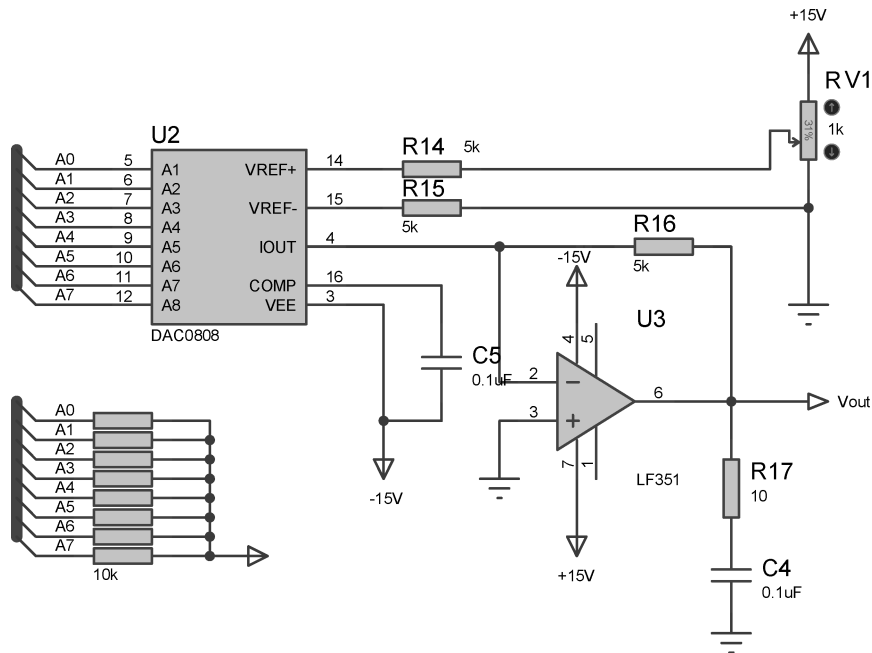 +15V
RV1
31%
1k
U2
R14 5k
A0 5 A1 VREF+ 14
A1 6 A2
R15
A2 7 A3 VREF- 15
5k
A3 8 A4
R16
A4 9 A5 IOUT 4
5k
A5 10 A6
-15V
A6 11 A7 COMP 16
A7 12 A8 VEE 3
DAC0808
U3
4 5
C5
0.1uF
2 −
3 +
6
Vout
7 1
LF351
-15V
+15V
R17
10
C4
0.1uF
A0
A1
A2
A3
A4
A5
A6
A7
10k